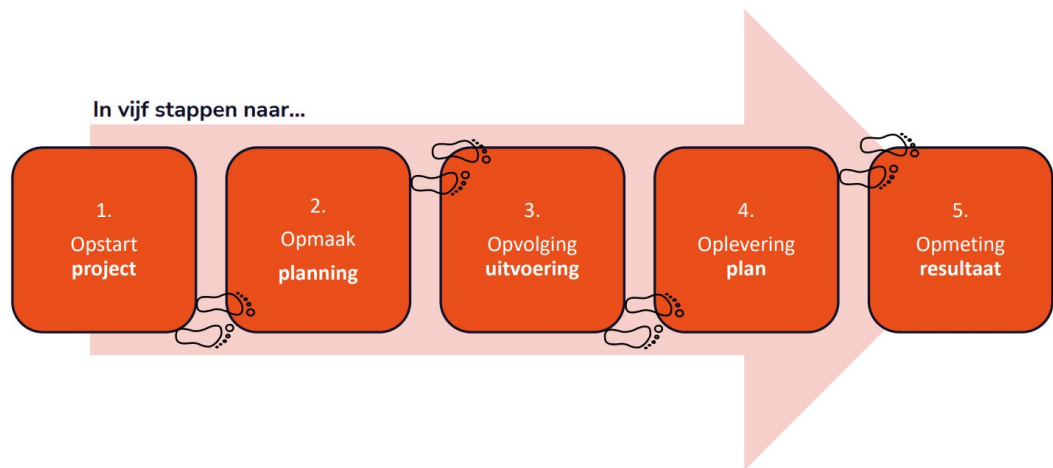 In vijf stappen naar...
1.
Opstart
project
2.
Opmaak
planning
3.
Opvolging
uitvoering
4.
Oplevering
plan
5.
Opmeting
resultaat